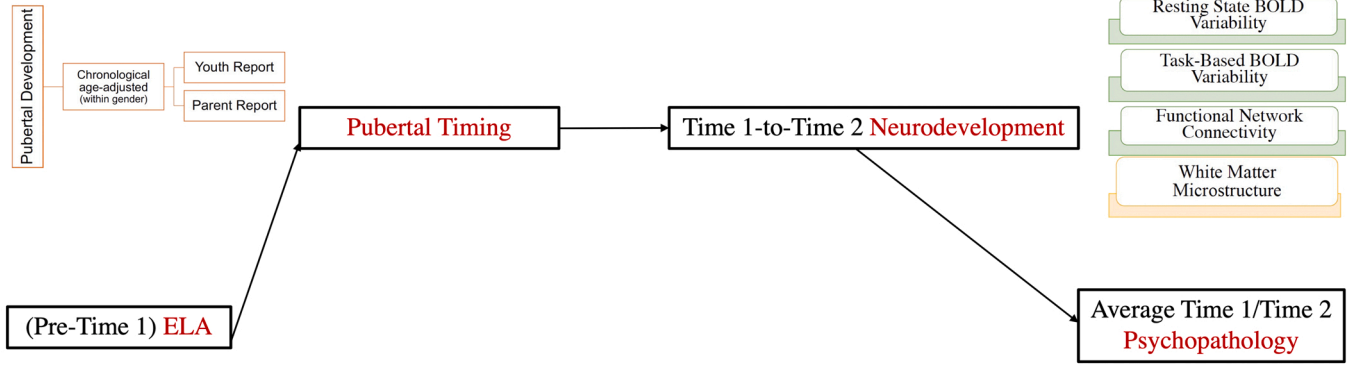 Pubertal Development
Chronological
age-adjusted
(within gender)
Youth Report
Parent Report
Pubertal Timing
Time 1-to-Time 2 Neurodevelopment
Resting State BOLD
Variability
Task-Based BOLD
Variability
Functional Network
Connectivity
White Matter
Microstructure
(Pre-Time 1) ELA
Average Time 1/Time 2
Psychopathology